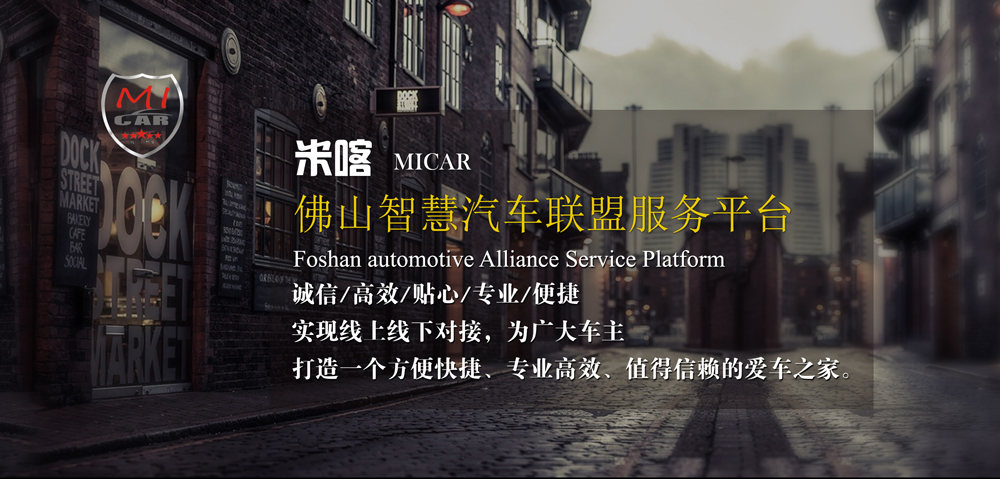 MI
CAR
DOCK
STREET
MARKET
BAKERY
CAFE
BAR
SOCIAL
DOCK
STREET
MARKET
DOCK
STREET
DOCK
米喀 MICAR
佛山智慧汽车联盟服务平台
Foshan automotive Alliance Service Platform
诚信/高效/贴心/专业/便捷
实现线上线下对接，为广大车主
打造一个方便快捷、专业高效、值得信赖的爱车之家。